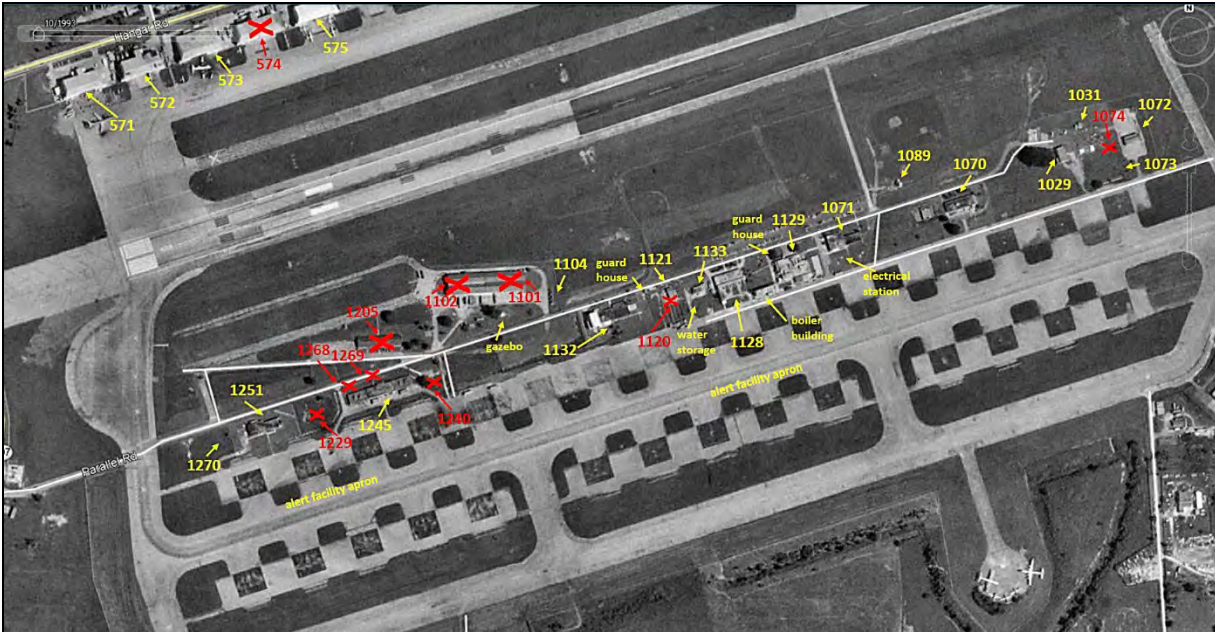 10/1993
N
Hangar Rd
574
575
573
572
571
1031
1072
1074
1029
1073
1089
1070
1071
1129
guard
house
electrical
station
1133
1121
guard
house
1104
1101
1102
1205
gazebo
1132
1120
water
storage
1128
boiler
building
1268
1269
1251
1245
1240
1229
1270
Parallel Rd
7
alert facility apron
alert facility apron